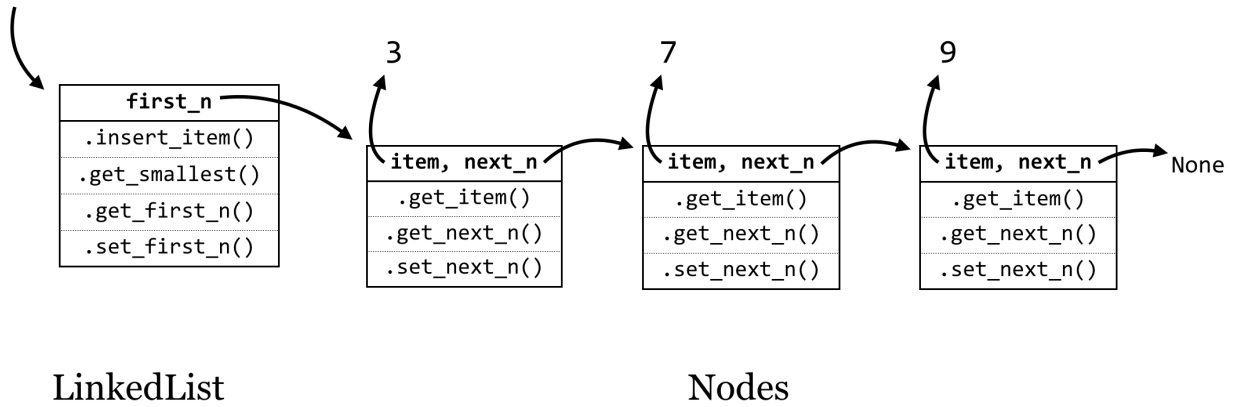 first_n
.insert_item()
.get_smallest()
.get_first_n()
.set_first_n()
3
item, next_n
.get_item()
.get_next_n()
.set_next_n()
7
item, next_n
.get_item()
.get_next_n()
.set_next_n()
9
item, next_n
.get_item()
.get_next_n()
.set_next_n()
None
LinkedList
Nodes